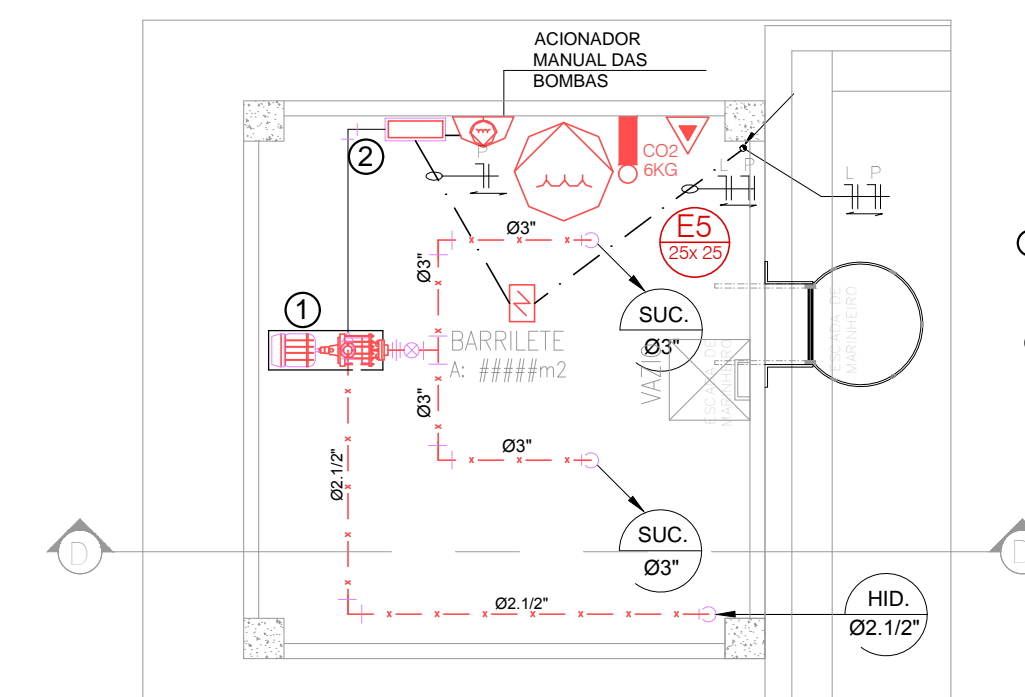 ACIONADOR
MANUAL DAS
BOMBAS
2
P
CO2
6KG
L P
L P
E5
25x 25
Ø3"
Ø3"
SUC.
Ø3"
1
BARRILETE
A: #####m2
VAZIO
ESCADA DE
MARINHEIRO
ESCADA DE
MARINHEIRO
Ø3"
Ø3"
Ø2.1/2"
SUC.
Ø3"
D
D
Ø2.1/2"
HID.
Ø2.1/2"